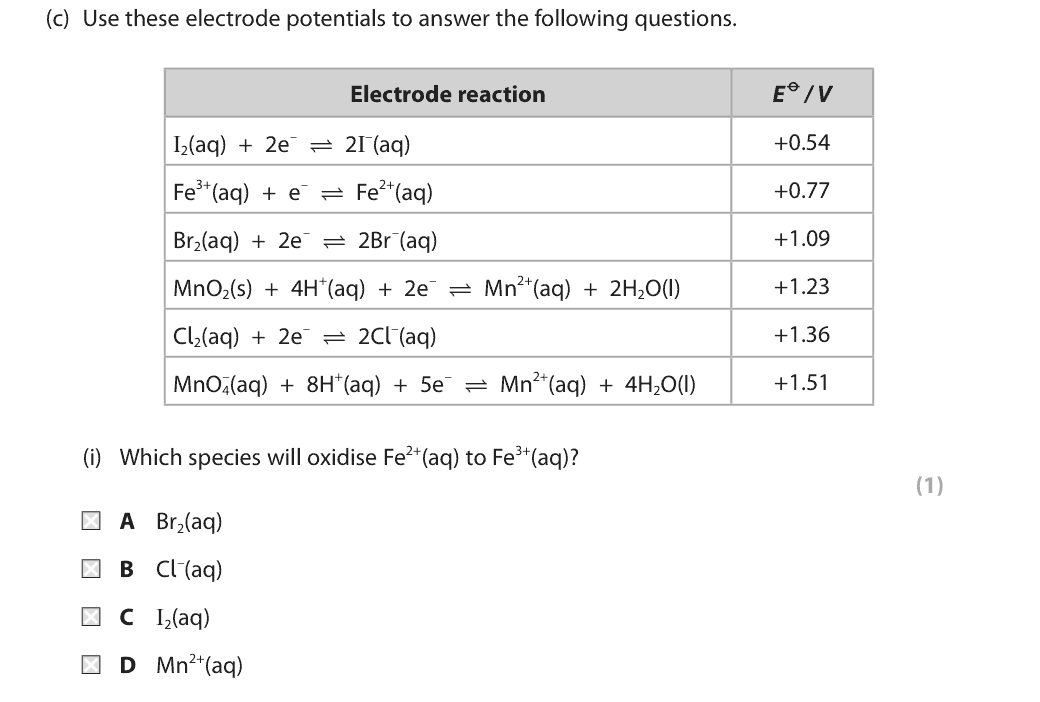 (c) Use these electrode potentials to answer the following questions.
Electrode reaction E⦵ / V
I₂(aq) + 2e⁻ ⇌ 2I⁻(aq) +0.54
Fe³⁺(aq) + e⁻ ⇌ Fe²⁺(aq) +0.77
Br₂(aq) + 2e⁻ ⇌ 2Br⁻(aq) +1.09
MnO₂(s) + 4H⁺(aq) + 2e⁻ ⇌ Mn²⁺(aq) + 2H₂O(l) +1.23
Cl₂(aq) + 2e⁻ ⇌ 2Cl⁻(aq) +1.36
MnO₄⁻(aq) + 8H⁺(aq) + 5e⁻ ⇌ Mn²⁺(aq) + 4H₂O(l) +1.51
(i) Which species will oxidise Fe²⁺(aq) to Fe³⁺(aq)?
(1)
A Br₂(aq)
B Cl⁻(aq)
C I₂(aq)
D Mn²⁺(aq)